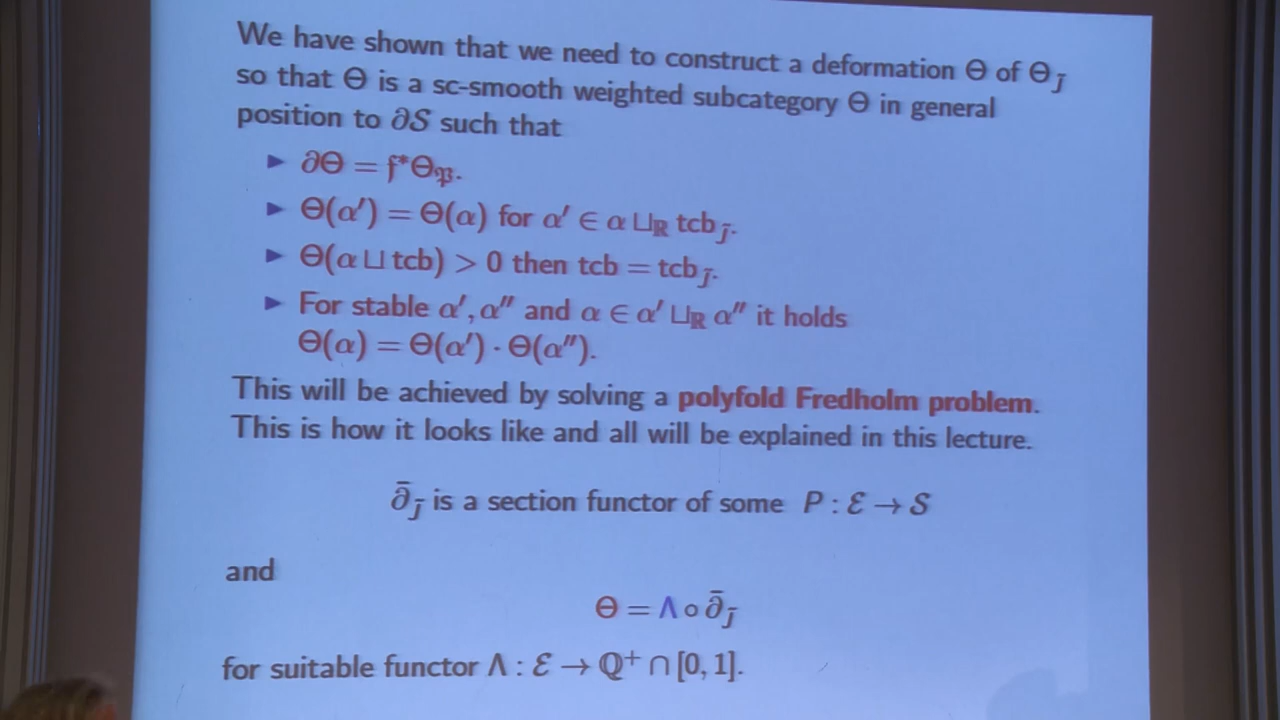 We have shown that we need to construct a deformation Θ of Θ_J̃
so that Θ is a sc-smooth weighted subcategory Θ in general
position to ∂𝒮 such that
▶ ∂Θ = 𝔣*Θ_𝔓.
▶ Θ(α′) = Θ(α) for α′ ∈ α ⊔_ℝ tcb_J̃.
▶ Θ(α ⊔ tcb) > 0 then tcb = tcb_J̃.
▶ For stable α′, α″ and α ∈ α′ ⊔_ℝ α″ it holds
Θ(α) = Θ(α′) · Θ(α″).
This will be achieved by solving a polyfold Fredholm problem.
This is how it looks like and all will be explained in this lecture.
∂̄_J̃ is a section functor of some P : ℰ → 𝒮
and
Θ = Λ ∘ ∂̄_J̃
for suitable functor Λ : ℰ → ℚ⁺ ∩ [0, 1].